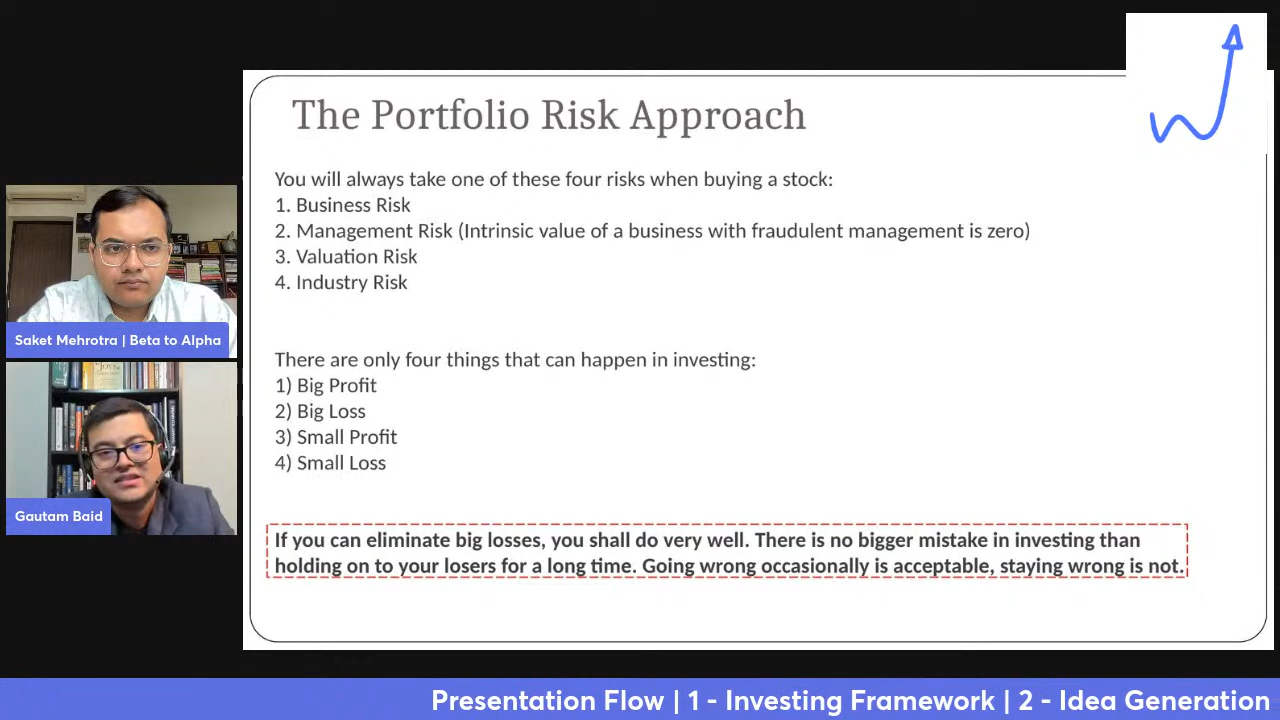 The Portfolio Risk Approach
You will always take one of these four risks when buying a stock:
1. Business Risk
2. Management Risk (Intrinsic value of a business with fraudulent management is zero)
3. Valuation Risk
4. Industry Risk
There are only four things that can happen in investing:
1) Big Profit
2) Big Loss
3) Small Profit
4) Small Loss
If you can eliminate big losses, you shall do very well. There is no bigger mistake in investing than
holding on to your losers for a long time. Going wrong occasionally is acceptable, staying wrong is not.
Saket Mehrotra | Beta to Alpha
Gautam Baid
Presentation Flow | 1 - Investing Framework | 2 - Idea Generation